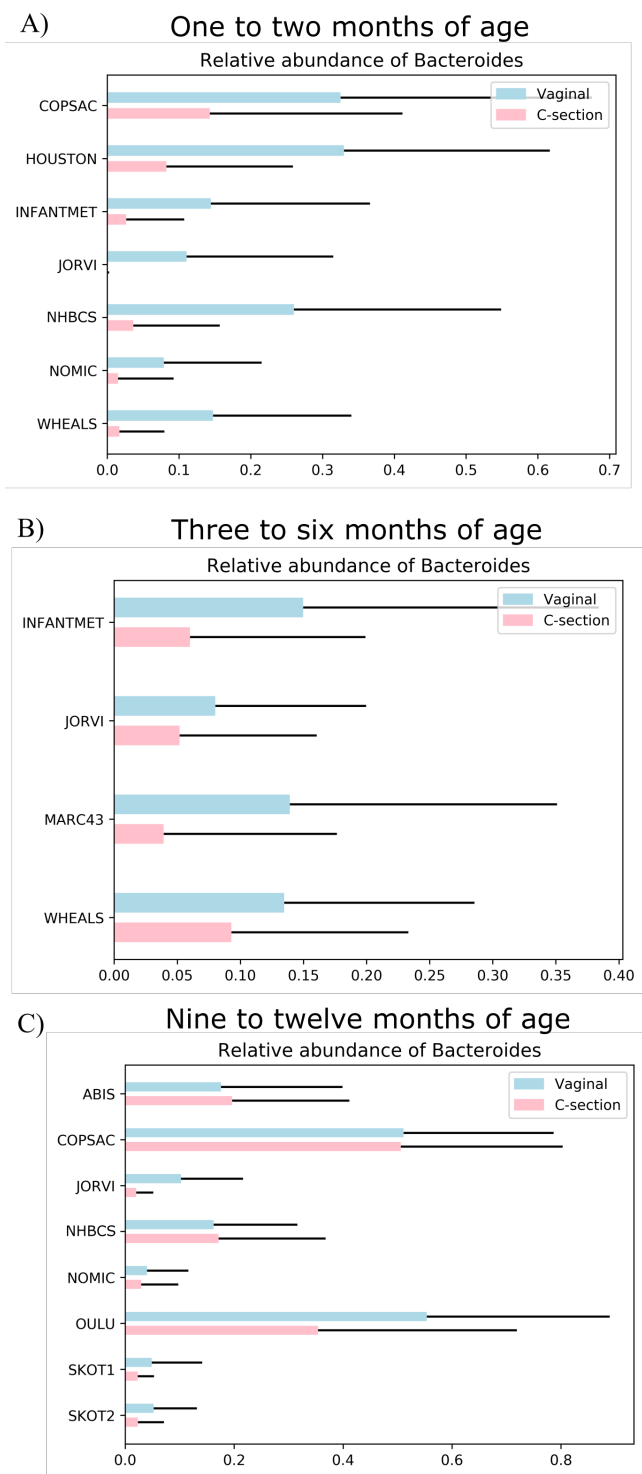 A)
One to two months of age
Relative abundance of Bacteroides
Vaginal
C-section
COPSAC
HOUSTON
INFANTMET
JORVI
NHBCS
NOMIC
WHEALS
0.0 0.1 0.2 0.3 0.4 0.5 0.6 0.7
B)
Three to six months of age
Relative abundance of Bacteroides
Vaginal
C-section
INFANTMET
JORVI
MARC43
WHEALS
0.00 0.05 0.10 0.15 0.20 0.25 0.30 0.35 0.40
C)
Nine to twelve months of age
Relative abundance of Bacteroides
Vaginal
C-section
ABIS
COPSAC
JORVI
NHBCS
NOMIC
OULU
SKOT1
SKOT2
0.0 0.2 0.4 0.6 0.8